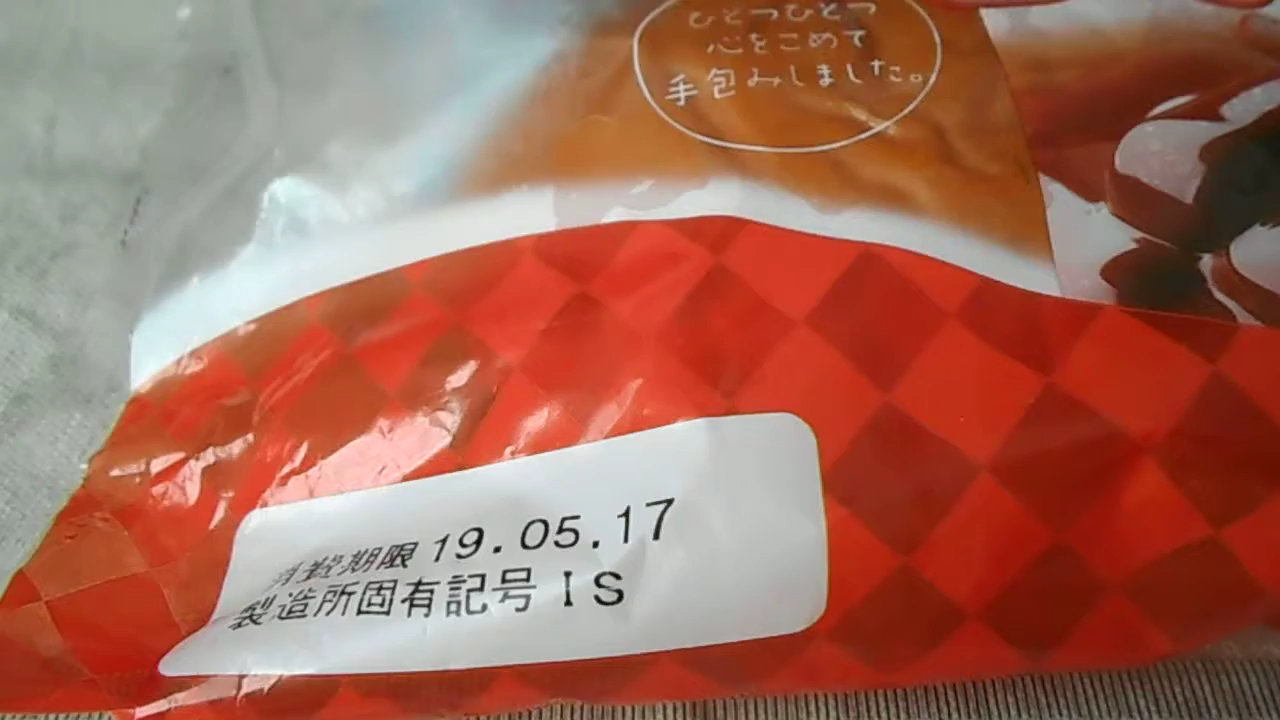 ひとつひとつ
心をこめて
手包みしました。
消費期限 19.05.17
製造所固有記号 IS